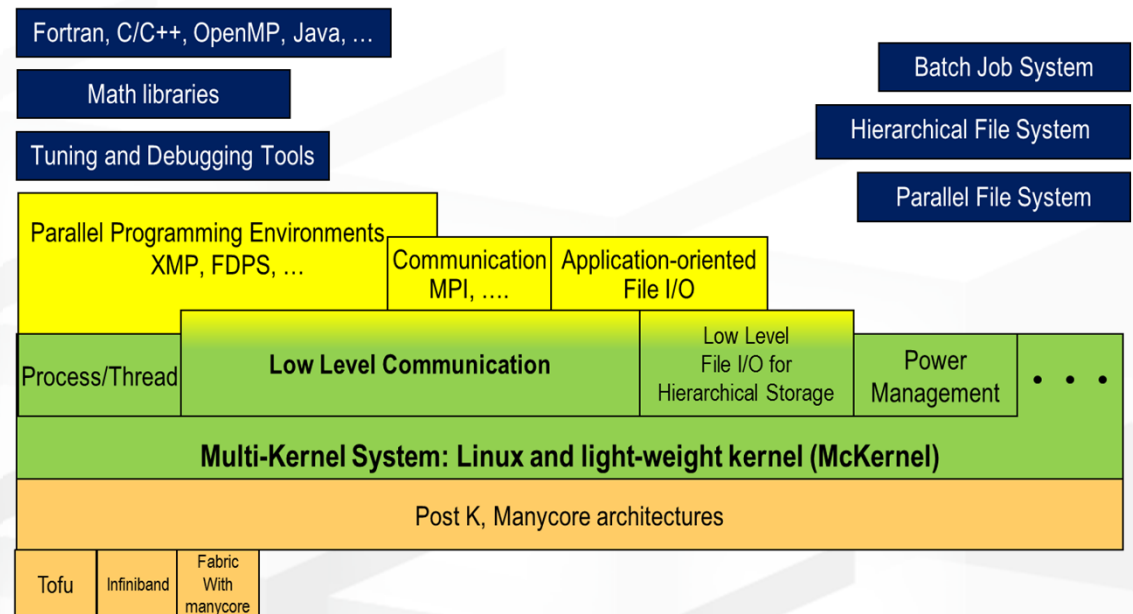 Fortran, C/C++, OpenMP, Java, …
Math libraries
Tuning and Debugging Tools
Batch Job System
Hierarchical File System
Parallel File System
Parallel Programming Environments
XMP, FDPS, …
Communication
MPI, ….
Application-oriented
File I/O
Process/Thread
Low Level Communication
Low Level
File I/O for
Hierarchical Storage
Power
Management
• • •
Multi-Kernel System: Linux and light-weight kernel (McKernel)
Post K, Manycore architectures
Tofu
Infiniband
Fabric
With
manycore